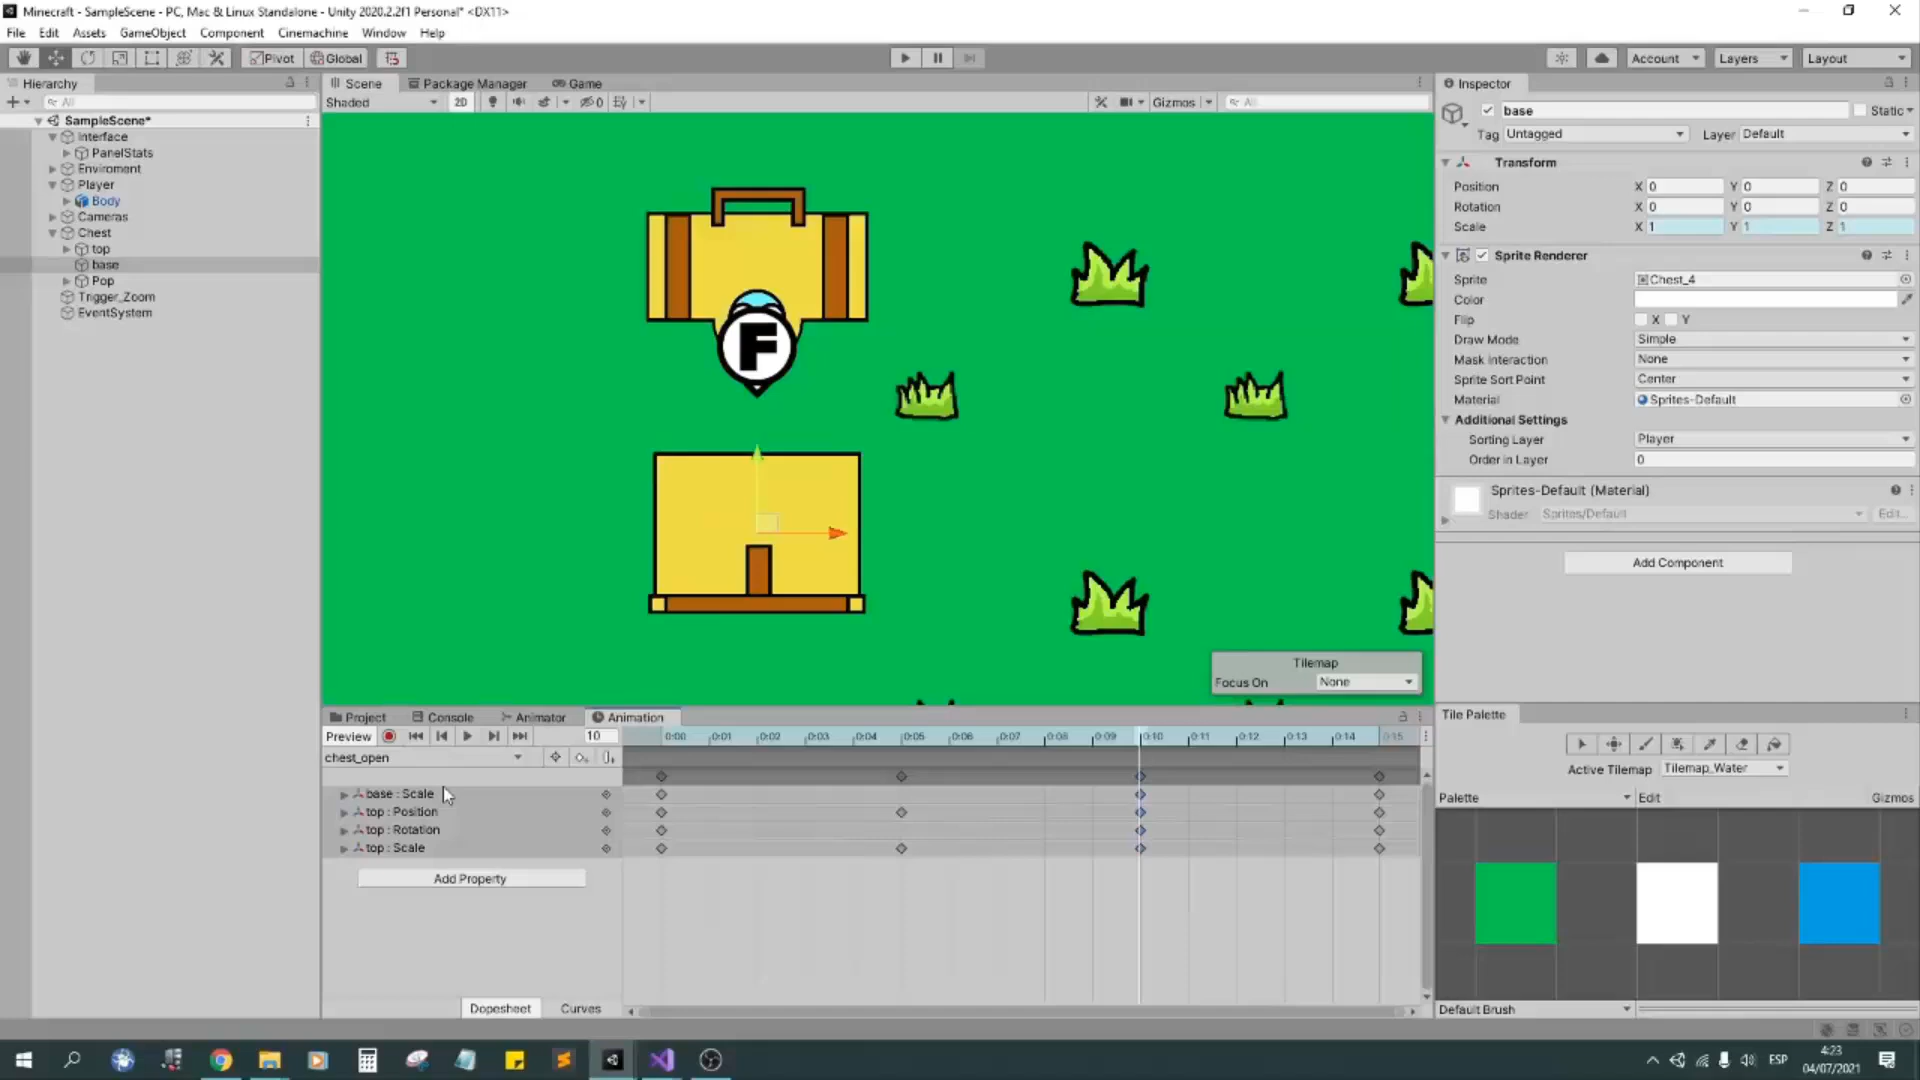 Minecraft - SampleScene - PC, Mac & Linux Standalone - Unity 2020.2.2f1 Personal* <DX11>
File Edit Assets GameObject Component Cinemachine Window Help
Pivot Global Account Layers Layout
Hierarchy Scene Package Manager Game Inspector
All Shaded 2D 0 Gizmos All base Static
SampleScene* Tag Untagged Layer Default
Interface
PanelStats
Enviroment
Player
Body
Cameras
Chest
top
base
Pop
Trigger_Zoom
EventSystem
F
Tilemap
Focus On None
Transform
Position X 0 Y 0 Z 0
Rotation X 0 Y 0 Z 0
Scale X 1 Y 1 Z 1
Sprite Renderer
Sprite Chest_4
Color
Flip X Y
Draw Mode Simple
Mask Interaction None
Sprite Sort Point Center
Material Sprites-Default
Additional Settings
Sorting Layer Player
Order in Layer 0
Sprites-Default (Material)
Shader Sprites/Default Edit...
Add Component
Project Console Animator Animation
Preview 10 0:00 0:01 0:02 0:03 0:04 0:05 0:06 0:07 0:08 0:09 0:10 0:11 0:12 0:13 0:14 0:15
chest_open
base : Scale
top : Position
top : Rotation
top : Scale
Add Property
Dopesheet Curves
Tile Palette
Active Tilemap Tilemap_Water
Palette Edit Gizmos
Default Brush
ESP 4:23
04/07/2021